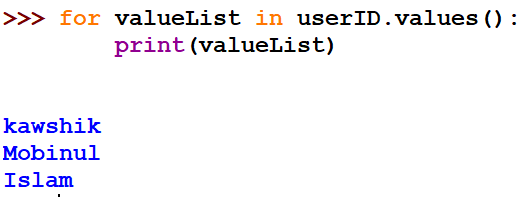 >>> for valueList in userID.values():
        print(valueList)
kawshik
Mobinul
Islam